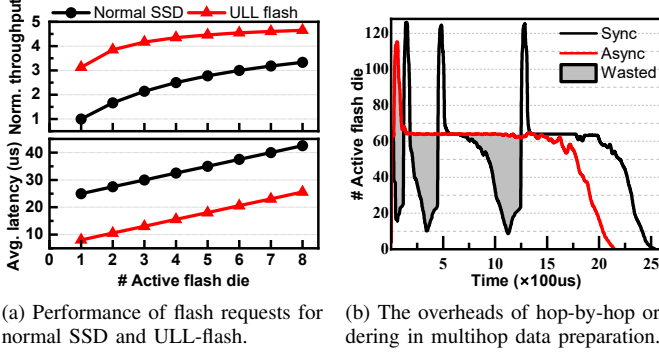 Normal SSD ULL flash
Norm. throughput
5
4
3
2
1
Avg. latency (us)
40
30
20
10
0 1 2 3 4 5 6 7 8
# Active flash die
(a) Performance of flash requests for
normal SSD and ULL-flash.
Sync
Async
Wasted
# Active flash die
120
100
80
60
40
20
0
5 10 15 20 25
Time (×100us)
(b) The overheads of hop-by-hop or
dering in multihop data preparation.